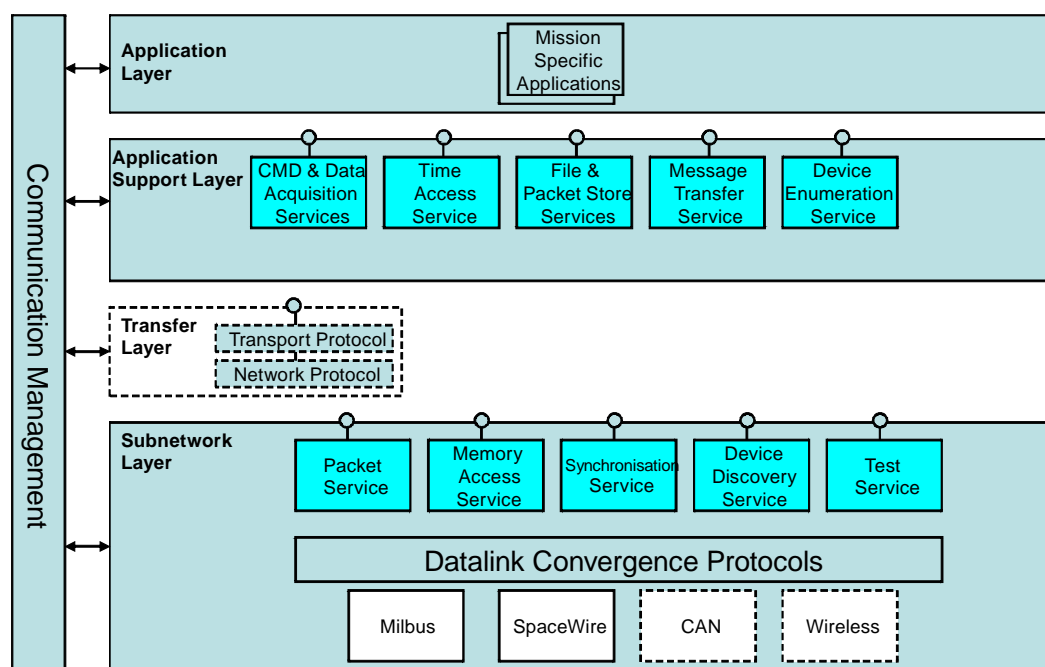 Communication Management
Application
Layer
Mission
Specific
Applications
Application
Support Layer
CMD & Data
Acquisition
Services
Time
Access
Service
File &
Packet Store
Services
Message
Transfer
Service
Device
Enumeration
Service
Transfer
Layer
Transport Protocol
Network Protocol
Subnetwork
Layer
Packet
Service
Memory
Access
Service
Synchronisation
Service
Device
Discovery
Service
Test
Service
Datalink Convergence Protocols
Milbus
SpaceWire
CAN
Wireless